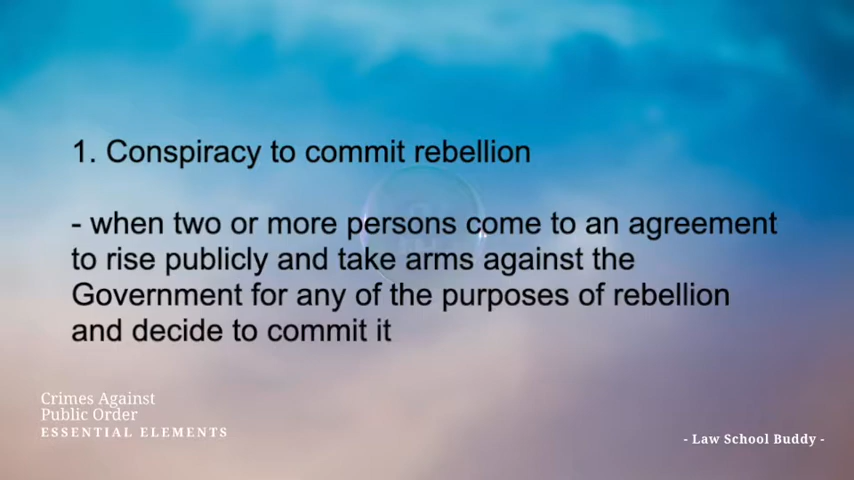 1. Conspiracy to commit rebellion
- when two or more persons come to an agreement
to rise publicly and take arms against the
Government for any of the purposes of rebellion
and decide to commit it
Crimes Against
Public Order
ESSENTIAL ELEMENTS
- Law School Buddy -